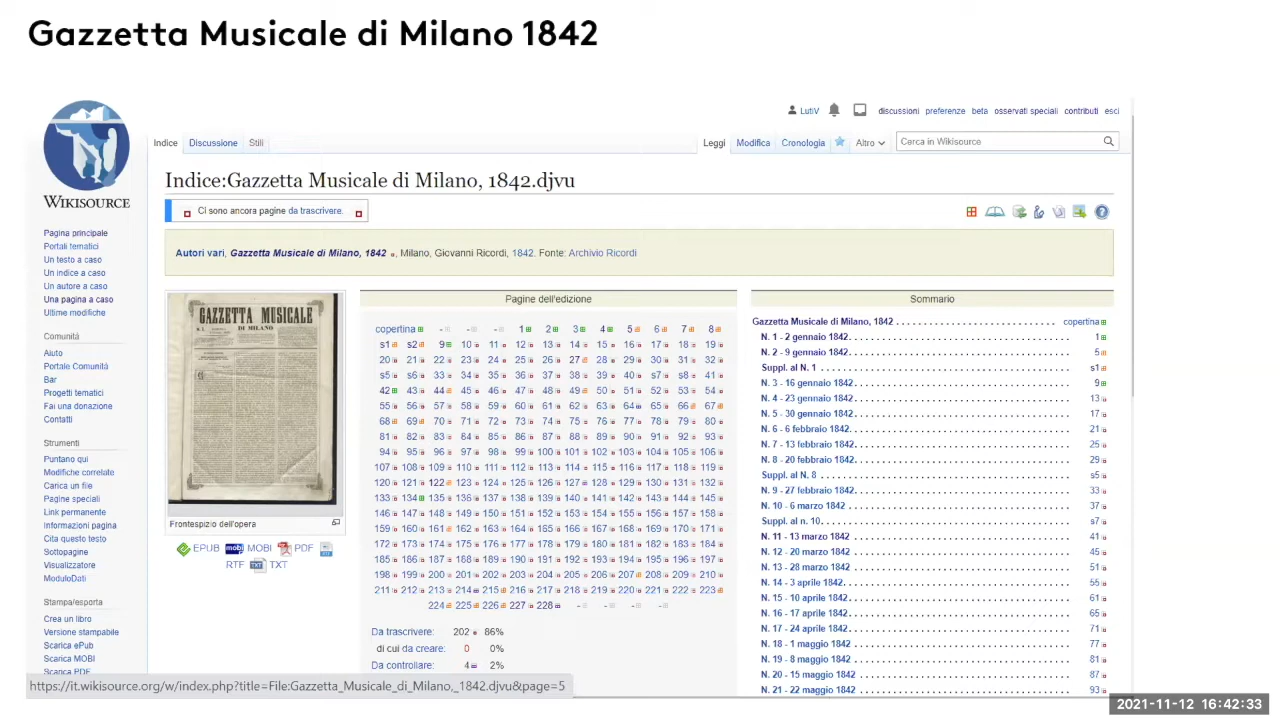 Gazzetta Musicale di Milano 1842
LutiV discussioni preferenze beta osservati speciali contributi esci
Indice Discussione Stili Leggi Modifica Cronologia Altro Cerca in Wikisource
WIKISOURCE
Indice:Gazzetta Musicale di Milano, 1842.djvu
Ci sono ancora pagine da trascrivere.
Autori vari, Gazzetta Musicale di Milano, 1842, Milano, Giovanni Ricordi, 1842. Fonte: Archivio Ricordi
Pagina principale
Portali tematici
Un testo a caso
Un indice a caso
Un autore a caso
Una pagina a caso
Ultime modifiche
Comunità
Aiuto
Portale Comunità
Bar
Progetti tematici
Fai una donazione
Contatti
Strumenti
Puntano qui
Modifiche correlate
Carica un file
Pagine speciali
Link permanente
Informazioni pagina
Cita questo testo
Sottopagine
Visualizzatore
ModuloDati
Stampa/esporta
Crea un libro
Versione stampabile
Scarica ePub
Scarica MOBI
Scarica PDF
GAZZETTA MUSICALE
DI MILANO
Frontespizio dell'opera
EPUB MOBI PDF
RTF TXT
Pagine dell'edizione
copertina - - - 1 2 3 4 5 6 7 8
s1 s2 9 10 11 12 13 14 15 16 17 18 19
20 21 22 23 24 25 26 27 28 29 30 31 32
s5 s6 33 34 35 36 37 38 39 40 s7 s8 41
42 43 44 45 46 47 48 49 50 51 52 53 54
55 56 57 58 59 60 61 62 63 64 65 66 67
68 69 70 71 72 73 74 75 76 77 78 79 80
81 82 83 84 85 86 87 88 89 90 91 92 93
94 95 96 97 98 99 100 101 102 103 104 105 106
107 108 109 110 111 112 113 114 115 116 117 118 119
120 121 122 123 124 125 126 127 128 129 130 131 132
133 134 135 136 137 138 139 140 141 142 143 144 145
146 147 148 149 150 151 152 153 154 155 156 157 158
159 160 161 162 163 164 165 166 167 168 169 170 171
172 173 174 175 176 177 178 179 180 181 182 183 184
185 186 187 188 189 190 191 192 193 194 195 196 197
198 199 200 201 202 203 204 205 206 207 208 209 210
211 212 213 214 215 216 217 218 219 220 221 222 223
224 225 226 227 228 - - - -
Da trascrivere: 202 86%
di cui da creare: 0 0%
Da controllare: 4 2%
Sommario
Gazzetta Musicale di Milano, 1842 copertina
N. 1 - 2 gennaio 1842 1
N. 2 - 9 gennaio 1842 5
Suppl. al N. 1 s1
N. 3 - 16 gennaio 1842 9
N. 4 - 23 gennaio 1842 13
N. 5 - 30 gennaio 1842 17
N. 6 - 6 febbraio 1842 21
N. 7 - 13 febbraio 1842 25
N. 8 - 20 febbraio 1842 29
Suppl. al N. 8 s5
N. 9 - 27 febbraio 1842 33
N. 10 - 6 marzo 1842 37
Suppl. al n. 10 s7
N. 11 - 13 marzo 1842 41
N. 12 - 20 marzo 1842 45
N. 13 - 28 marzo 1842 51
N. 14 - 3 aprile 1842 55
N. 15 - 10 aprile 1842 61
N. 16 - 17 aprile 1842 65
N. 17 - 24 aprile 1842 71
N. 18 - 1 maggio 1842 77
N. 19 - 8 maggio 1842 81
N. 20 - 15 maggio 1842 87
N. 21 - 22 maggio 1842 93
https://it.wikisource.org/w/index.php?title=File:Gazzetta_Musicale_di_Milano,_1842.djvu&page=5
2021-11-12 16:42:33